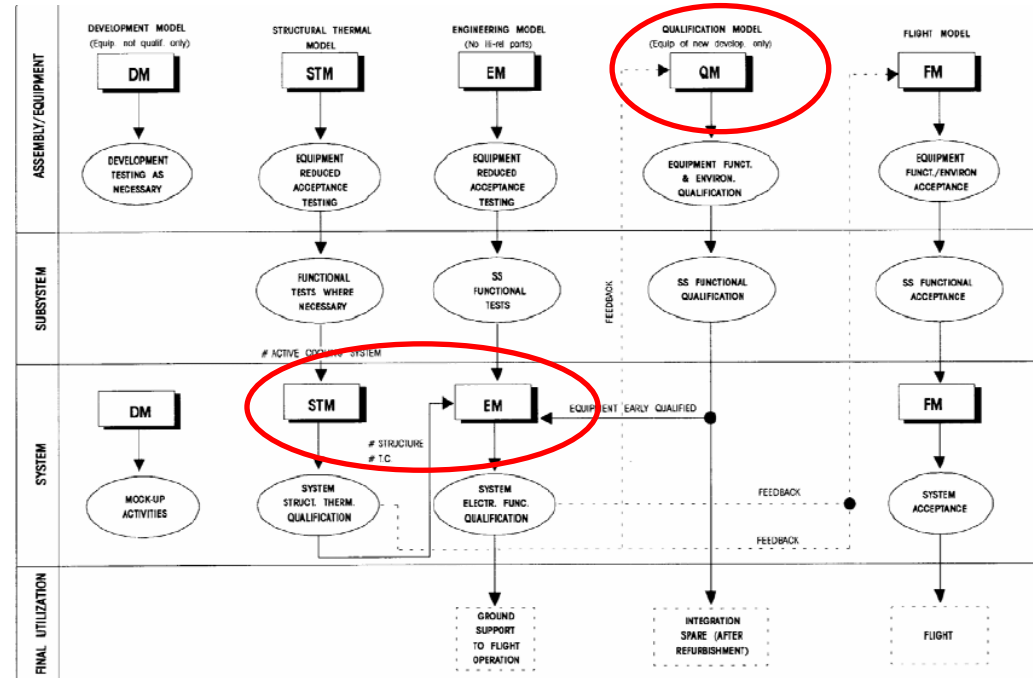 DEVELOPMENT MODEL
(Equip. not qualif. only)
STRUCTURAL THERMAL
MODEL
ENGINEERING MODEL
(No Hi-rel parts)
QUALIFICATION MODEL
(Equip of new develop. only)
FLIGHT MODEL
ASSEMBLY/EQUIPMENT
DM
STM
EM
QM
FM
DEVELOPMENT
TESTING AS
NECESSARY
EQUIPMENT
REDUCED
ACCEPTANCE
TESTING
EQUIPMENT
REDUCED
ACCEPTANCE
TESTING
EQUIPMENT FUNCT.
& ENVIRON.
QUALIFICATION
EQUIPMENT
FUNCT./ENVIRON
ACCEPTANCE
SUBSYSTEM
FUNCTIONAL
TESTS WHERE
NECESSARY
SS
FUNCTIONAL
TESTS
FEEDBACK
SS FUNCTIONAL
QUALIFICATION
SS FUNCTIONAL
ACCEPTANCE
# ACTIVE COOLING SYSTEM
SYSTEM
DM
STM
EM
EQUIPMENT EARLY QUALIFIED
FM
# STRUCTURE
# T.C.
MOCK-UP
ACTIVITIES
SYSTEM
STRUCT. THERM.
QUALIFICATION
SYSTEM
ELECTR. FUNC.
QUALIFICATION
FEEDBACK
FEEDBACK
SYSTEM
ACCEPTANCE
FINAL UTILIZATION
GROUND
SUPPORT
TO FLIGHT
OPERATION
INTEGRATION
SPARE (AFTER
REFURBISHMENT)
FLIGHT